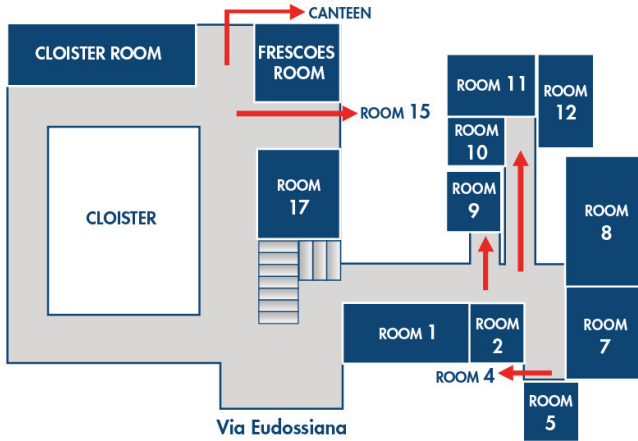 CANTEEN
CLOISTER ROOM
FRESCOES
ROOM
ROOM 11
ROOM
12
ROOM 15
ROOM
10
ROOM
17
ROOM
9
ROOM
8
CLOISTER
ROOM 1
ROOM
2
ROOM
7
ROOM 4
ROOM
5
Via Eudossiana